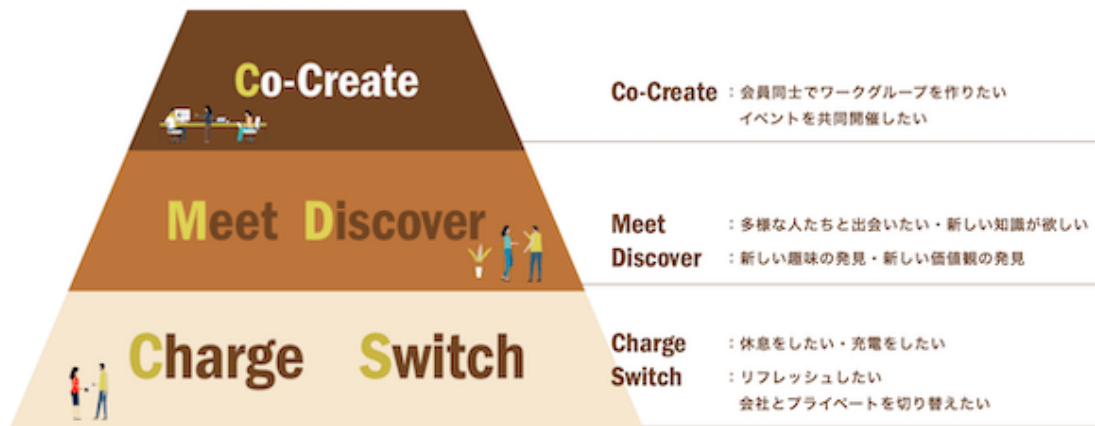 Co-Create
Meet Discover
Charge Switch
Co-Create:会員同士でワークグループを作りたい
イベントを共同開催したい
Meet:多様な人たちと出会いたい・新しい知識が欲しい
Discover:新しい趣味の発見・新しい価値観の発見
Charge:休息をしたい・充電をしたい
Switch:リフレッシュしたい
会社とプライベートを切り替えたい